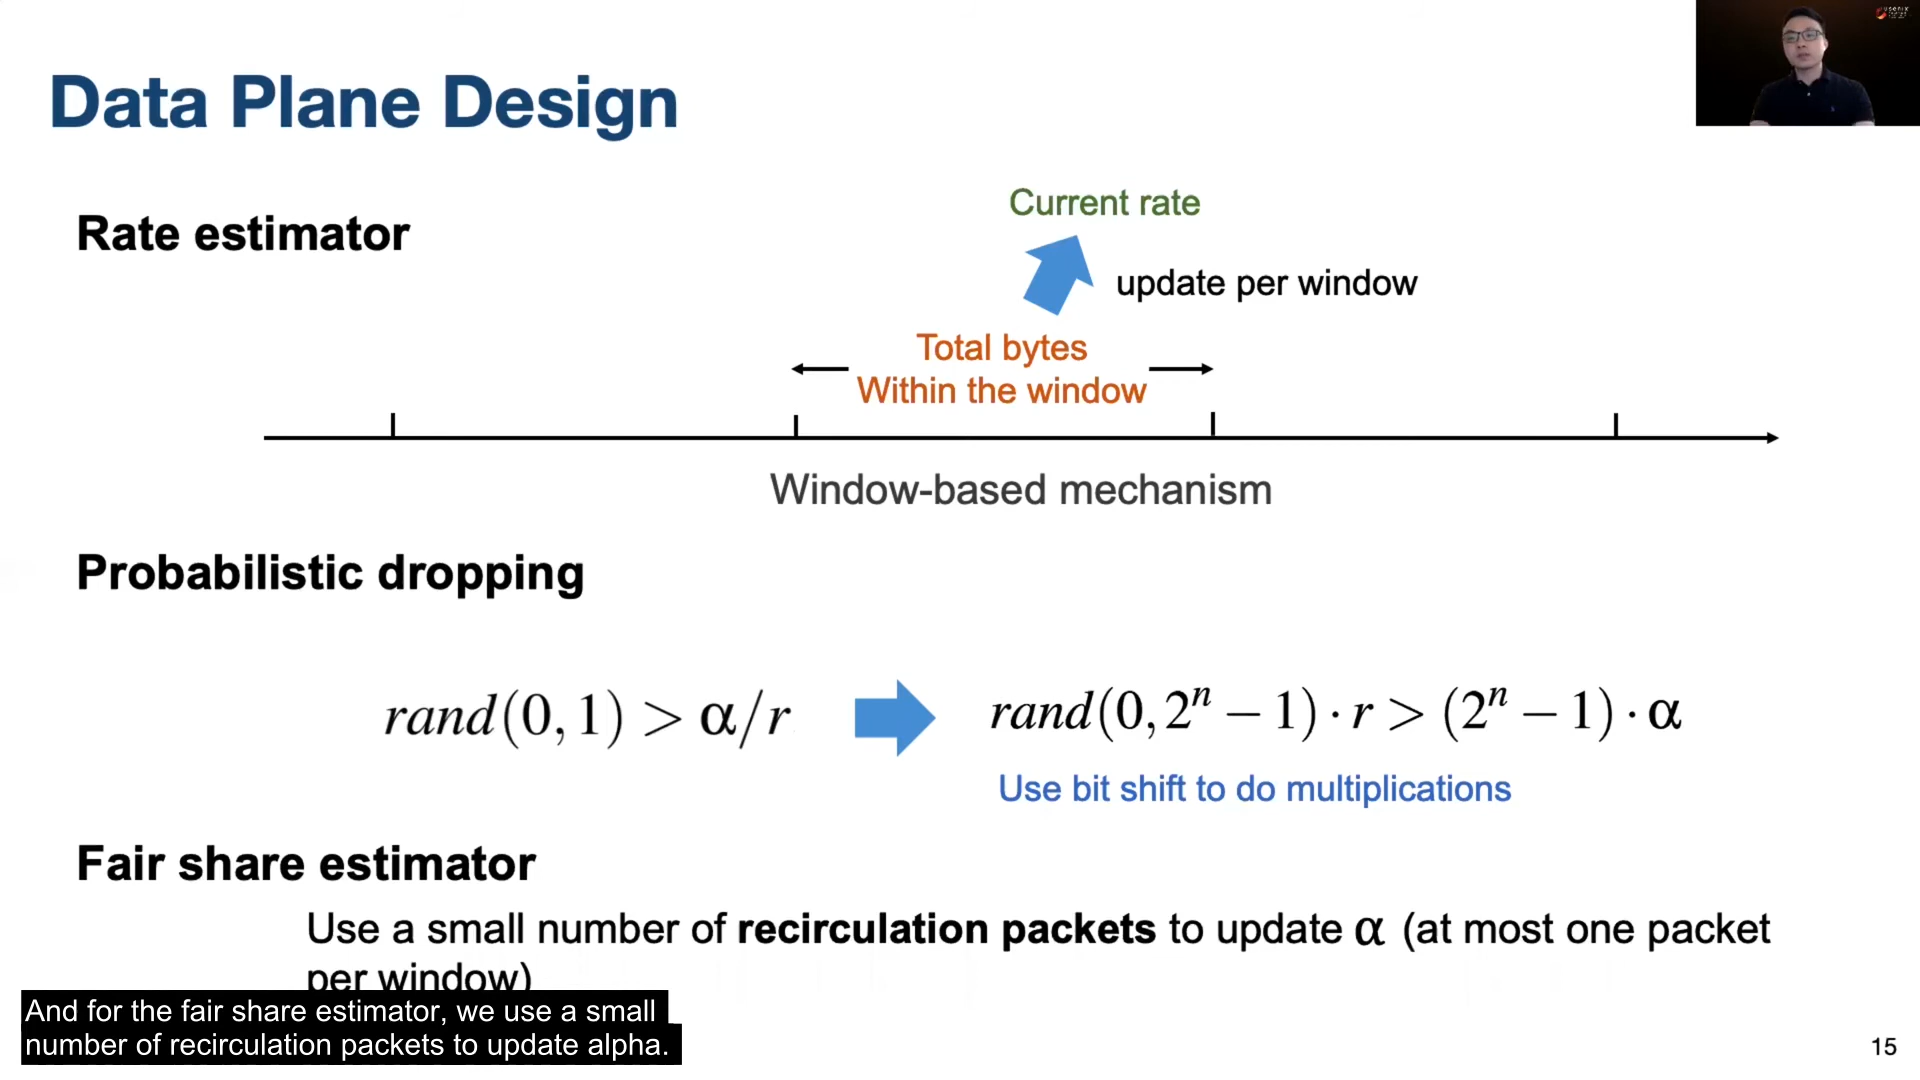 Data Plane Design
Rate estimator
Current rate
update per window
Total bytes
Within the window
Window-based mechanism
Probabilistic dropping
rand(0, 1) > α/r
rand(0, 2ⁿ − 1) · r > (2ⁿ − 1) · α
Use bit shift to do multiplications
Fair share estimator
Use a small number of recirculation packets to update α (at most one packet
per window)
And for the fair share estimator, we use a small
number of recirculation packets to update alpha.
15